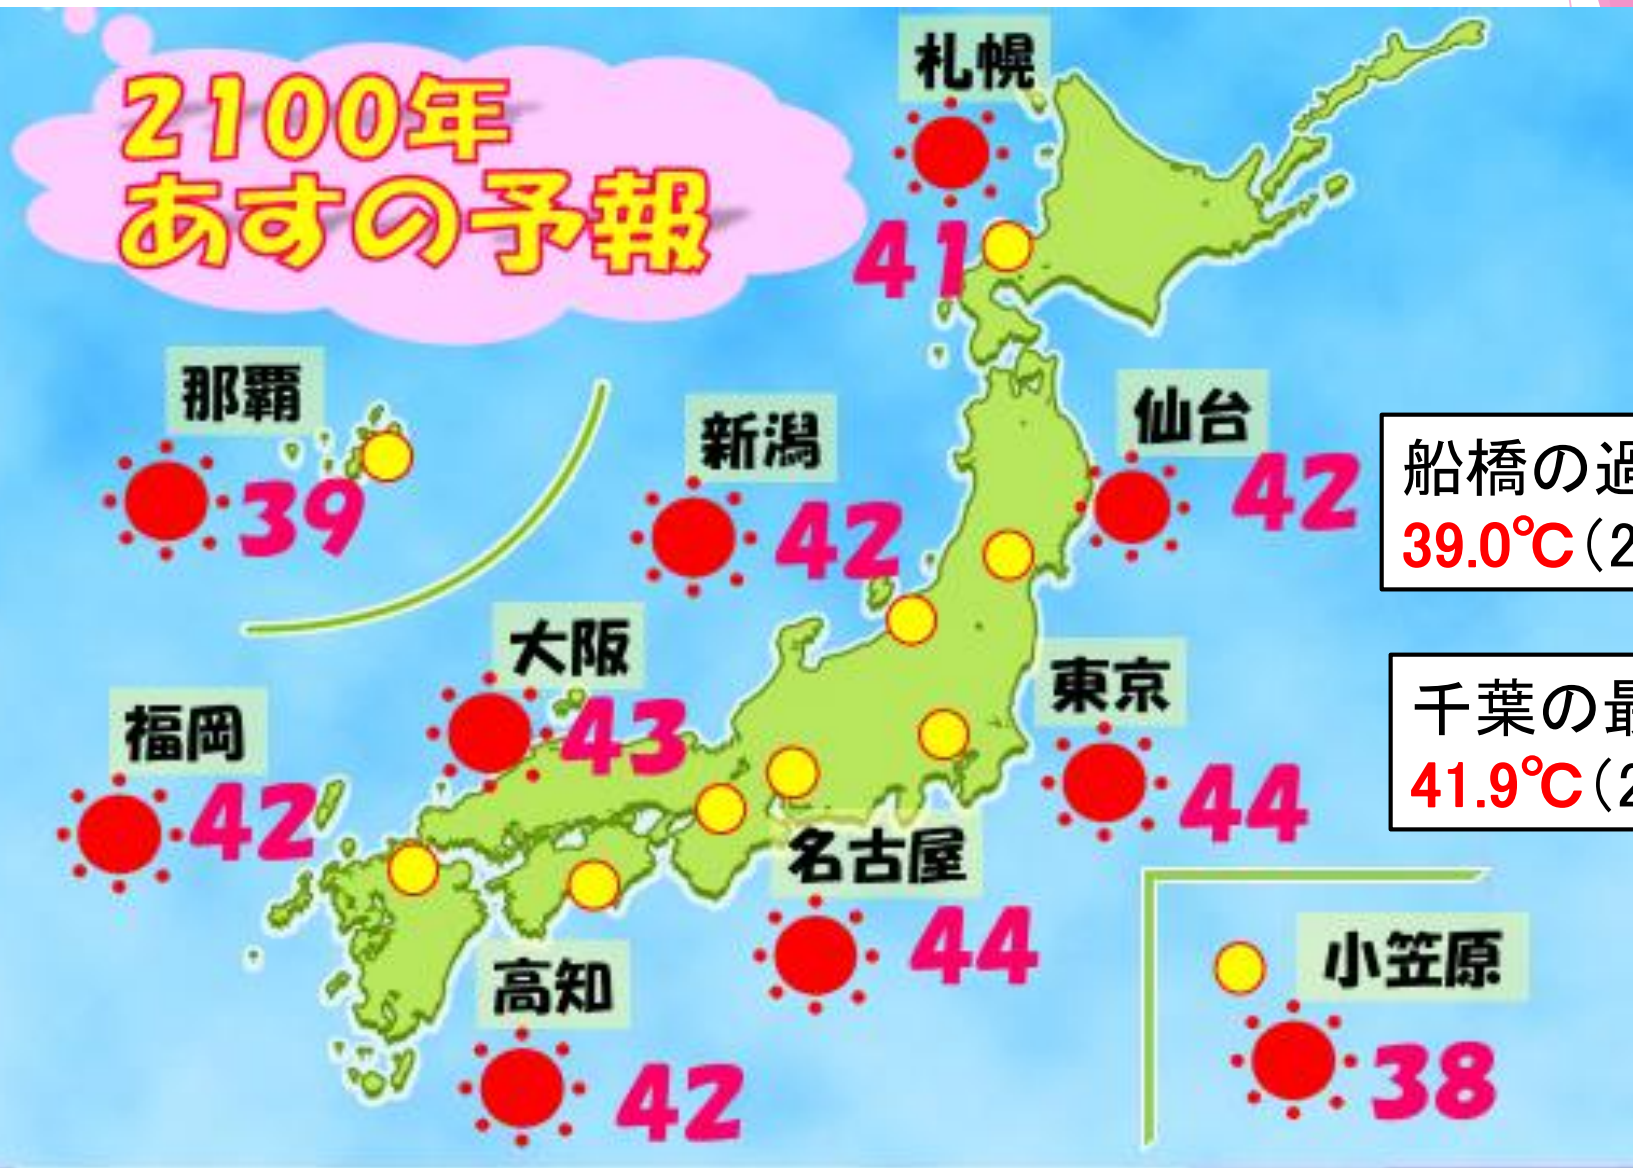 2100年
あすの予報
札幌
41
那覇
39
新潟
42
仙台
42
船橋の過
39.0℃(2
大阪
43
東京
44
千葉の最
41.9℃(2
福岡
42
名古屋
44
高知
42
小笠原
38